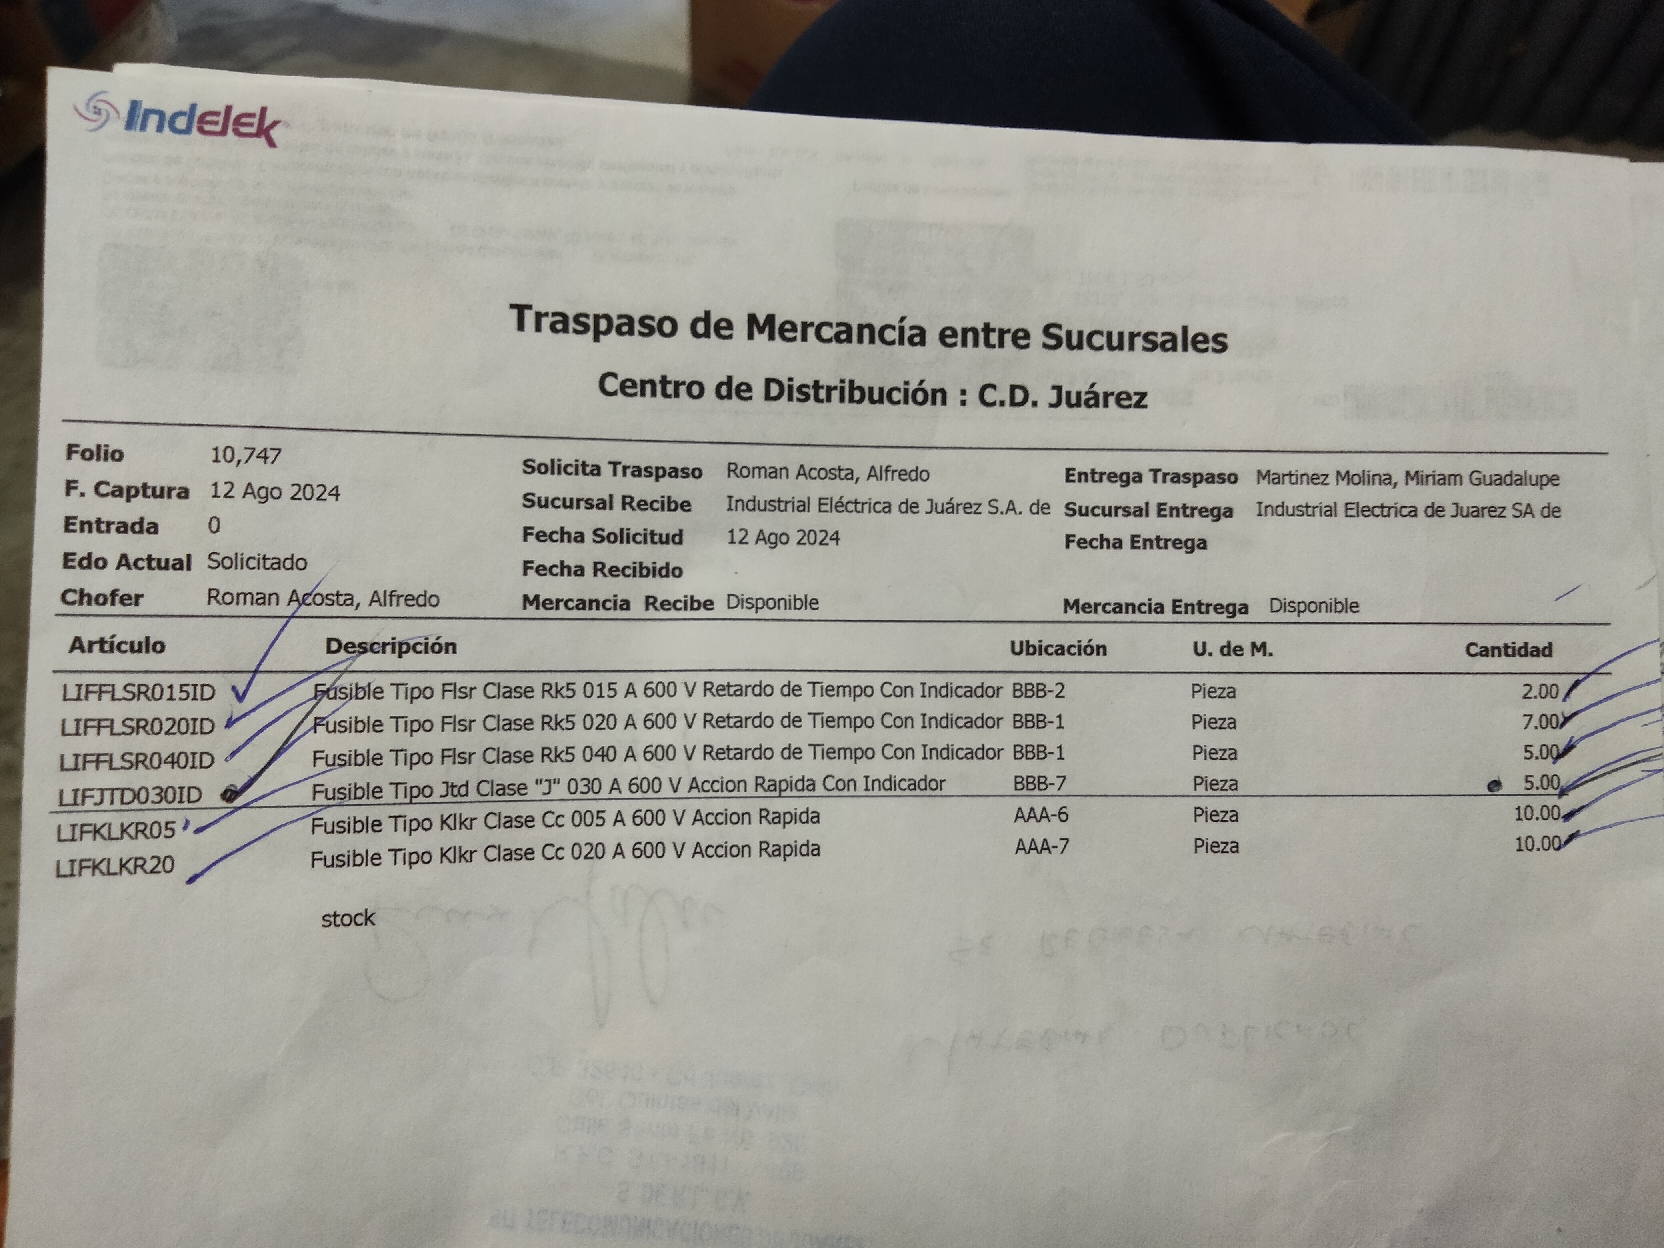 Indelek
Traspaso de Mercancía entre Sucursales
Centro de Distribución : C.D. Juárez
Folio 10,747
F. Captura 12 Ago 2024
Entrada 0
Edo Actual Solicitado
Chofer Roman Acosta, Alfredo
Solicita Traspaso Roman Acosta, Alfredo
Sucursal Recibe Industrial Eléctrica de Juárez S.A. de
Fecha Solicitud 12 Ago 2024
Fecha Recibido
Mercancia Recibe Disponible
Entrega Traspaso Martinez Molina, Miriam Guadalupe
Sucursal Entrega Industrial Electrica de Juarez SA de
Fecha Entrega
Mercancia Entrega Disponible
Artículo Descripción Ubicación U. de M. Cantidad
LIFFLSR015ID Fusible Tipo Flsr Clase Rk5 015 A 600 V Retardo de Tiempo Con Indicador BBB-2 Pieza 2.00
LIFFLSR020ID Fusible Tipo Flsr Clase Rk5 020 A 600 V Retardo de Tiempo Con Indicador BBB-1 Pieza 7.00
LIFFLSR040ID Fusible Tipo Flsr Clase Rk5 040 A 600 V Retardo de Tiempo Con Indicador BBB-1 Pieza 5.00
LIFJTD030ID Fusible Tipo Jtd Clase "J" 030 A 600 V Accion Rapida Con Indicador BBB-7 Pieza 5.00
LIFKLKR05 Fusible Tipo Klkr Clase Cc 005 A 600 V Accion Rapida AAA-6 Pieza 10.00
LIFKLKR20 Fusible Tipo Klkr Clase Cc 020 A 600 V Accion Rapida AAA-7 Pieza 10.00
stock